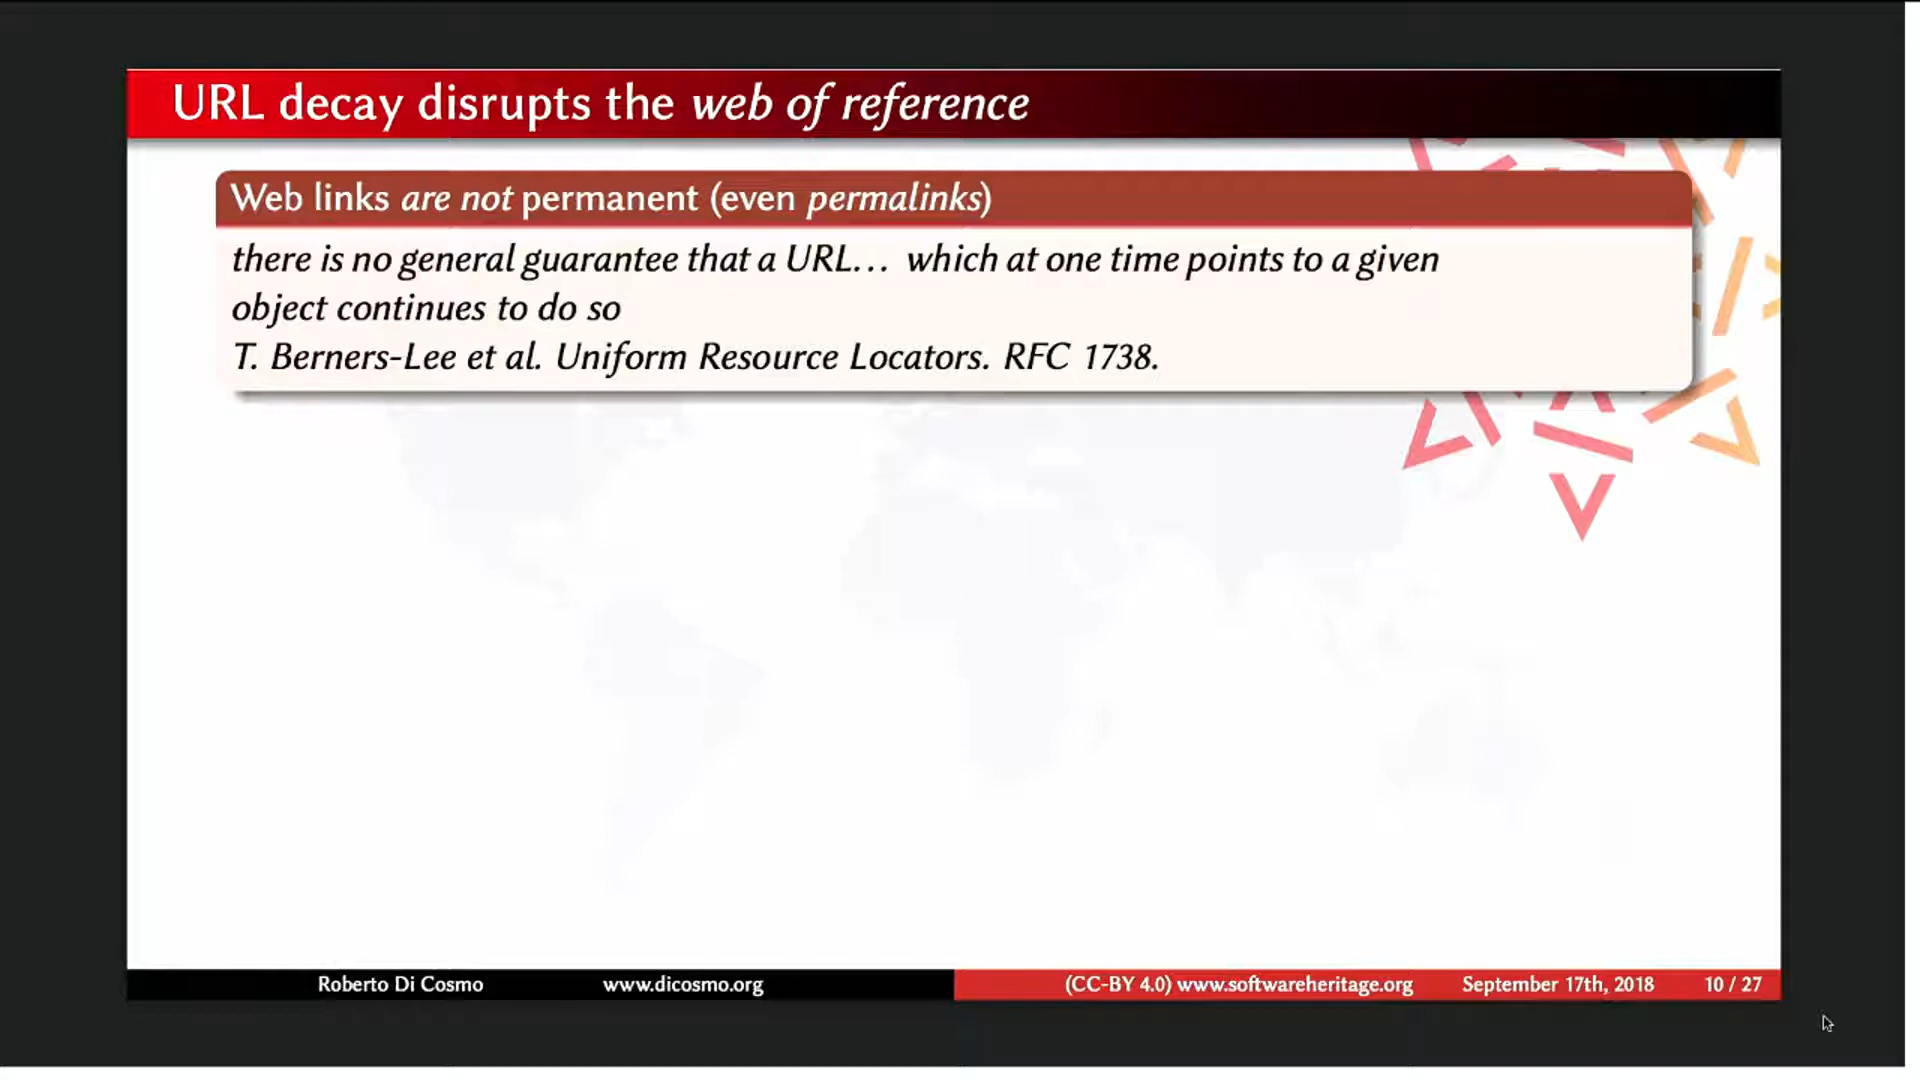 URL decay disrupts the web of reference
Web links are not permanent (even permalinks)
there is no general guarantee that a URL... which at one time points to a given
object continues to do so
T. Berners-Lee et al. Uniform Resource Locators. RFC 1738.
Roberto Di Cosmo www.dicosmo.org (CC-BY 4.0) www.softwareheritage.org September 17th, 2018 10 / 27